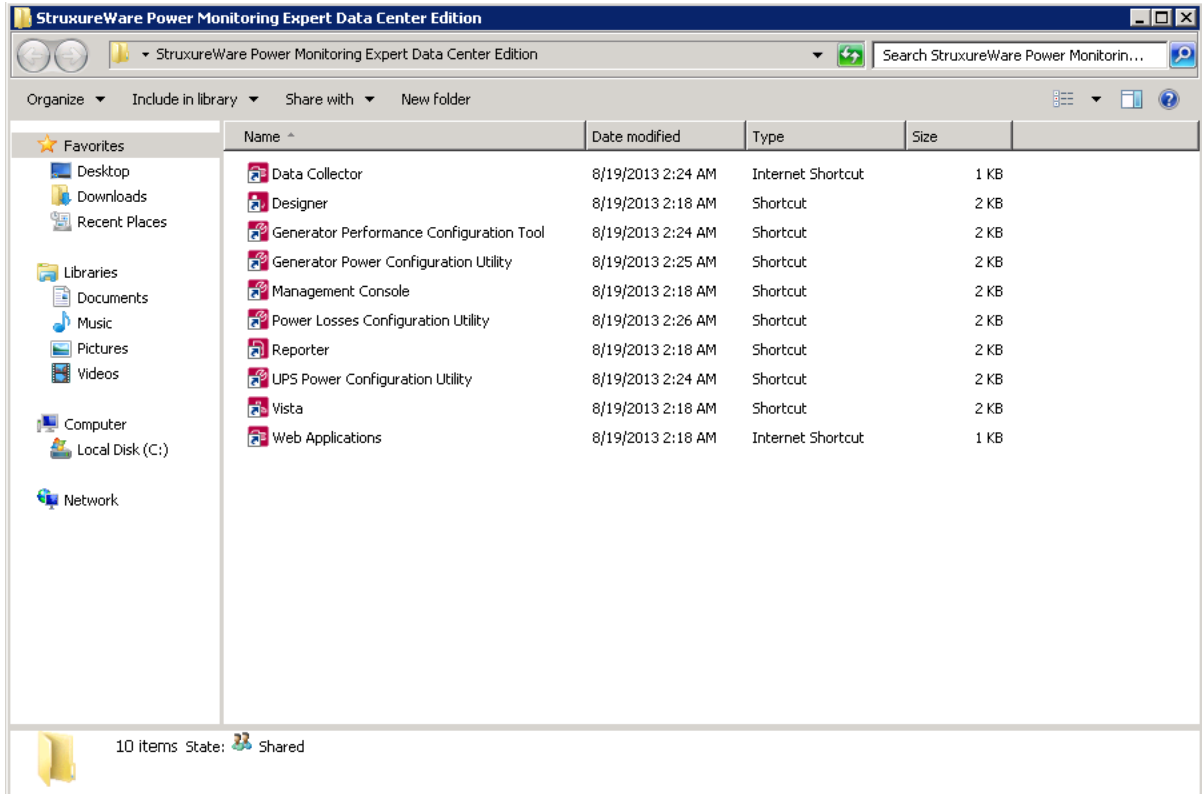 StruxureWare Power Monitoring Expert Data Center Edition
StruxureWare Power Monitoring Expert Data Center Edition
Search StruxureWare Power Monitorin...
Organize Include in library Share with New folder
Name Date modified Type Size
Favorites
Desktop
Downloads
Recent Places
Libraries
Documents
Music
Pictures
Videos
Computer
Local Disk (C:)
Network
Data Collector 8/19/2013 2:24 AM Internet Shortcut 1 KB
Designer 8/19/2013 2:18 AM Shortcut 2 KB
Generator Performance Configuration Tool 8/19/2013 2:24 AM Shortcut 2 KB
Generator Power Configuration Utility 8/19/2013 2:25 AM Shortcut 2 KB
Management Console 8/19/2013 2:18 AM Shortcut 2 KB
Power Losses Configuration Utility 8/19/2013 2:26 AM Shortcut 2 KB
Reporter 8/19/2013 2:18 AM Shortcut 2 KB
UPS Power Configuration Utility 8/19/2013 2:24 AM Shortcut 2 KB
Vista 8/19/2013 2:18 AM Shortcut 2 KB
Web Applications 8/19/2013 2:18 AM Internet Shortcut 1 KB
10 items State: Shared